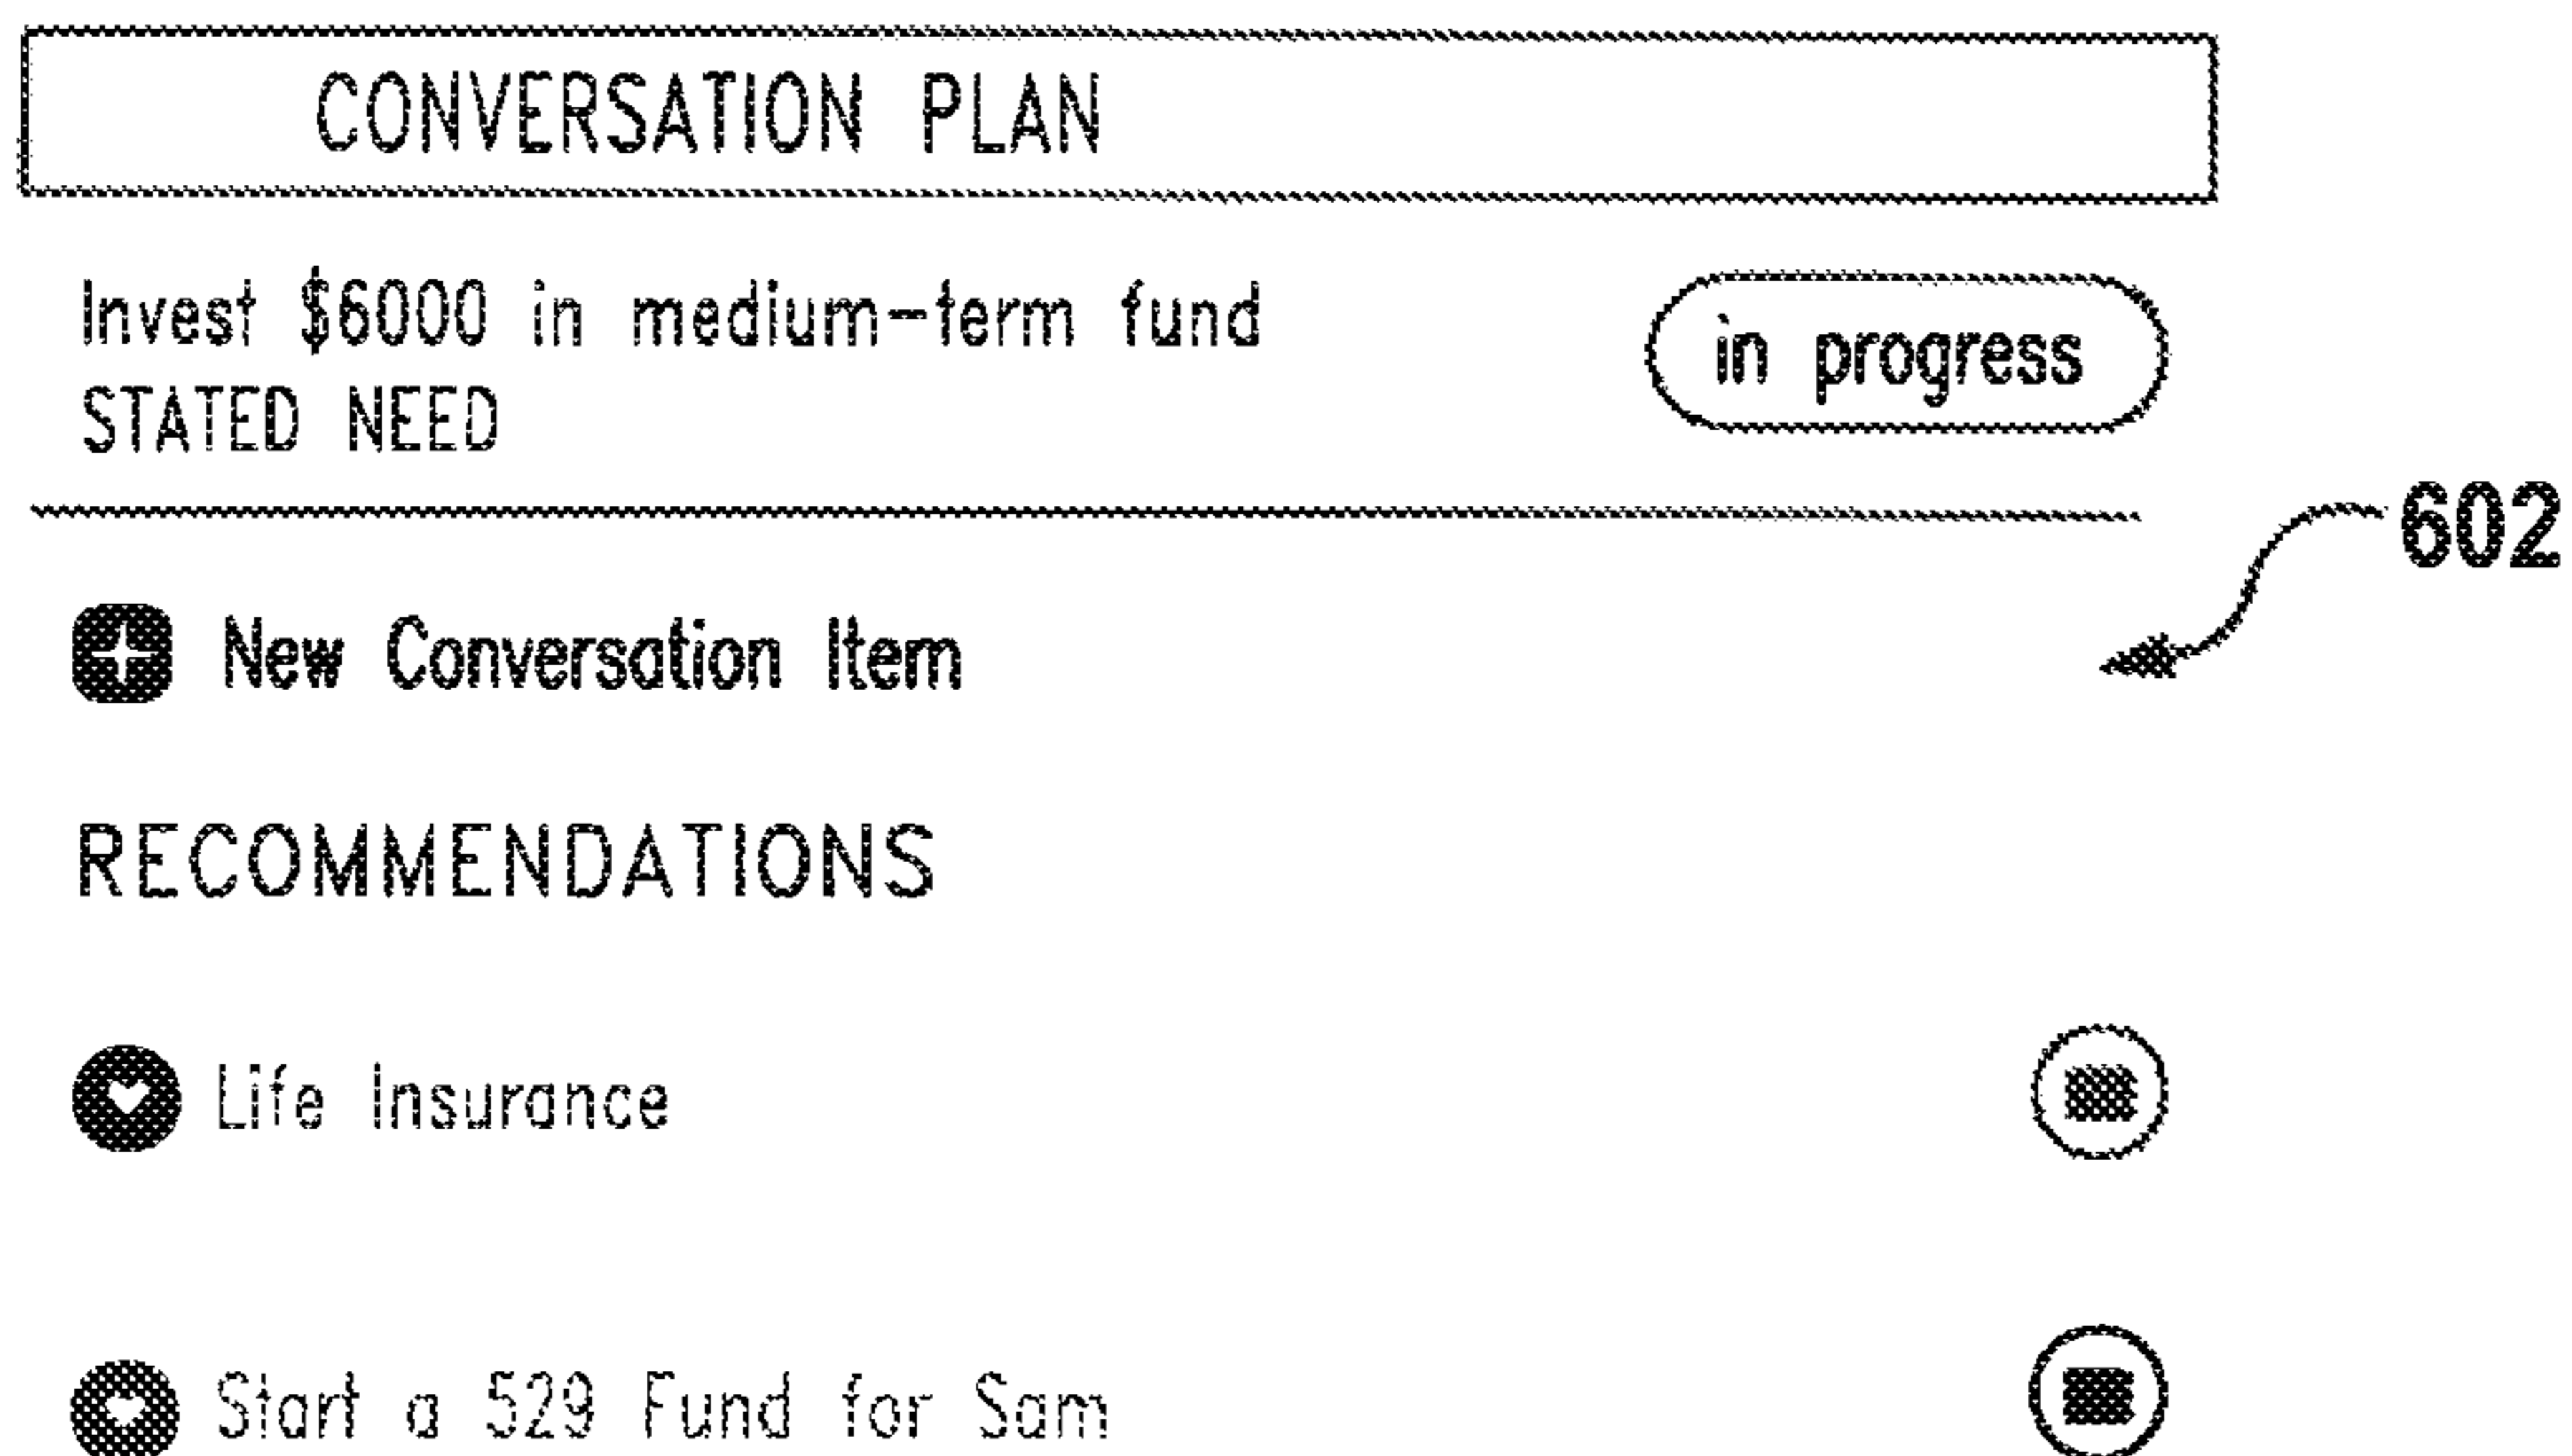 CONVERSATION PLAN
Invest $6000 in medium-term fund
in progress
STATED NEED
602
New Conversation Item
RECOMMENDATIONS
Life Insurance
Start a 529 Fund for Sam